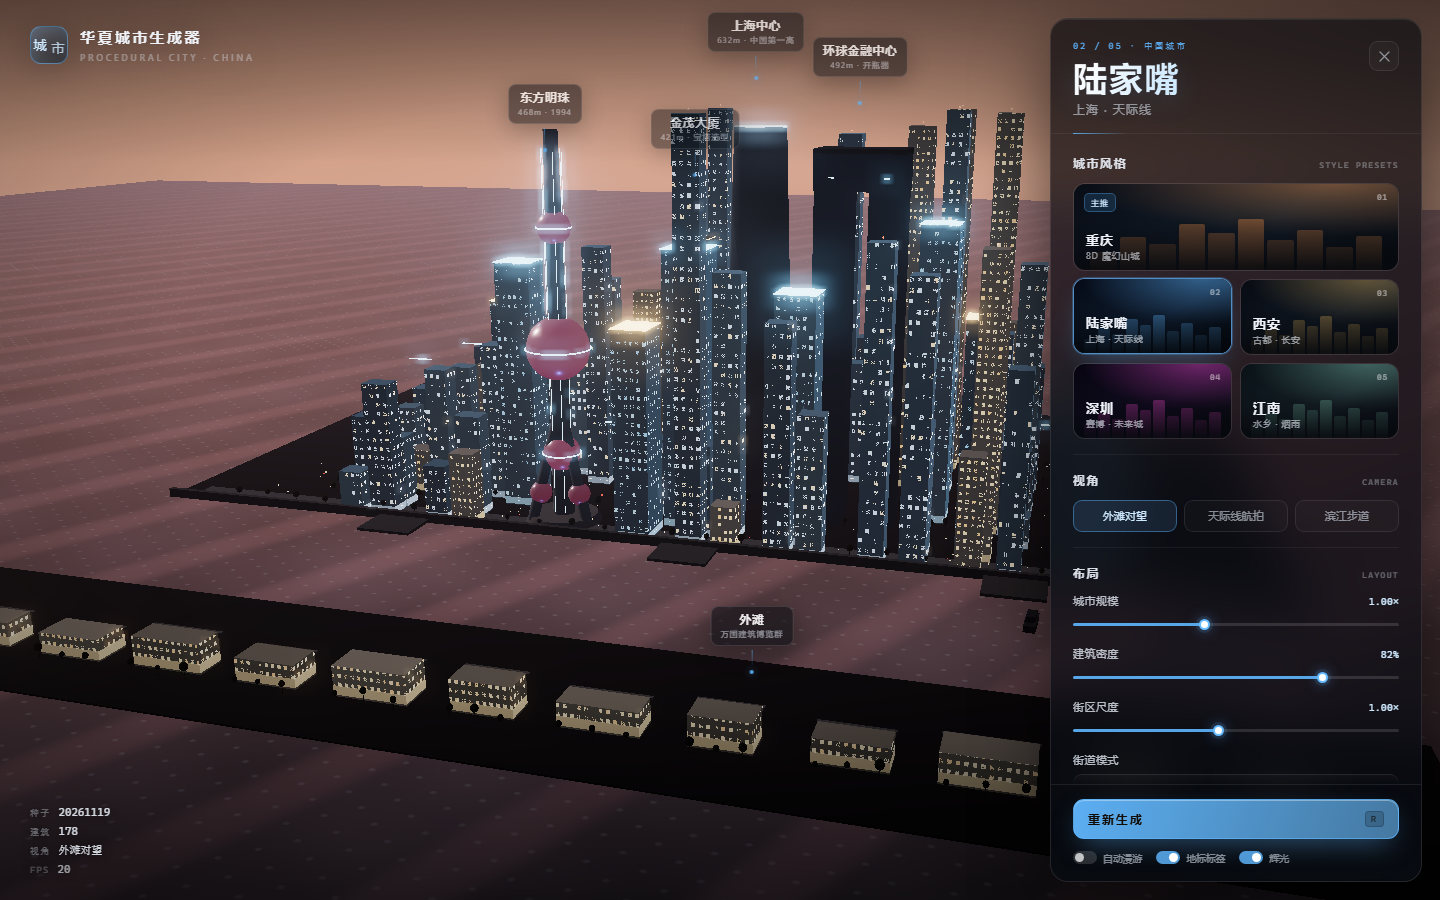 城市
华夏城市生成器
PROCEDURAL CITY · CHINA
上海中心
632m · 中国第一高
环球金融中心
492m · 开瓶器
东方明珠
468m · 1994
金茂大厦
外滩
万国建筑博览群
种子 20261119
建筑 178
视角 外滩对望
FPS 20
02 / 05 · 中国城市
陆家嘴
上海 · 天际线
城市风格 STYLE PRESETS
主推 01
重庆
8D 魔幻山城
02
陆家嘴
上海 · 天际线
03
西安
古都 · 长安
04
深圳
赛博 · 未来城
05
江南
水乡 · 烟雨
视角 CAMERA
外滩对望 天际线航拍 滨江步道
布局 LAYOUT
城市规模 1.00×
建筑密度 82%
街区尺度 1.00×
街道模式
重新生成 R
自动漫游 地标标签 辉光